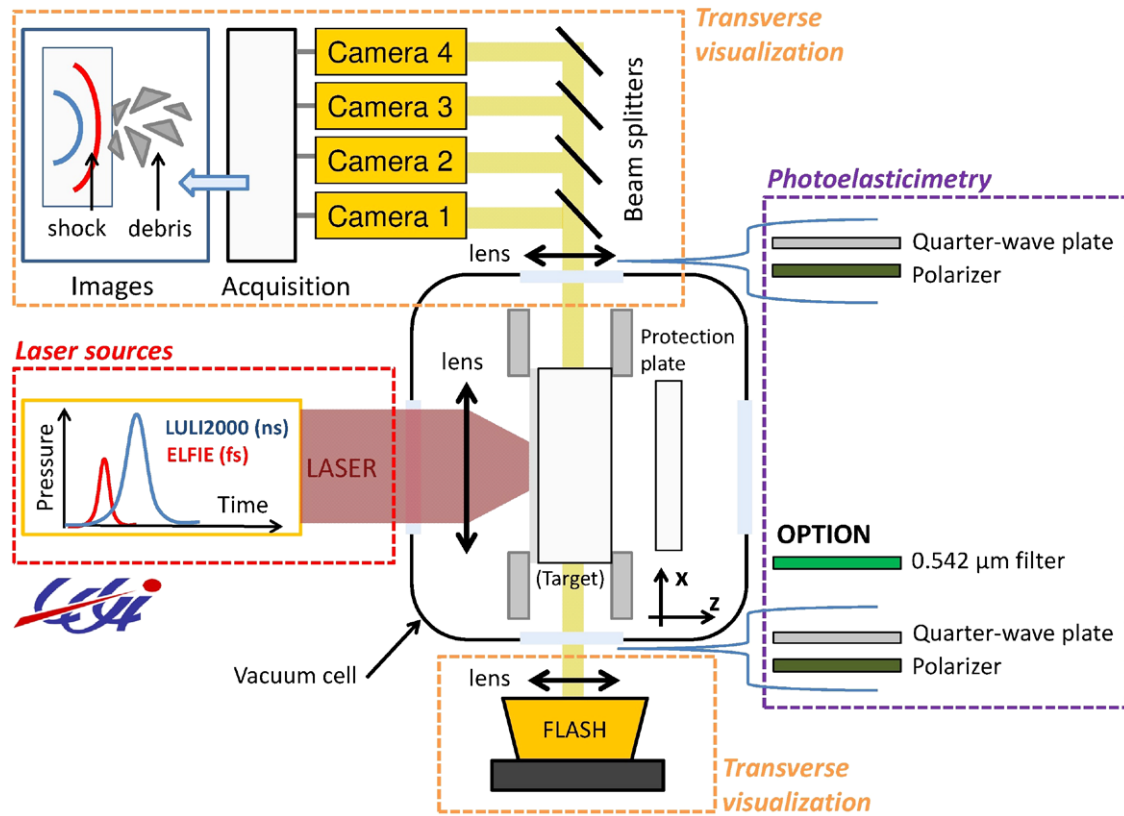 Transverse
visualization
Camera 4
Camera 3
Camera 2
Camera 1
Beam splitters
shock
debris
Images
Acquisition
lens
Photoelasticimetry
Quarter-wave plate
Polarizer
Laser sources
Pressure
LULI2000 (ns)
ELFIE (fs)
Time
LASER
lens
Protection
plate
(Target)
x
z
OPTION
0.542 µm filter
Quarter-wave plate
Polarizer
Vacuum cell
lens
FLASH
Transverse
visualization